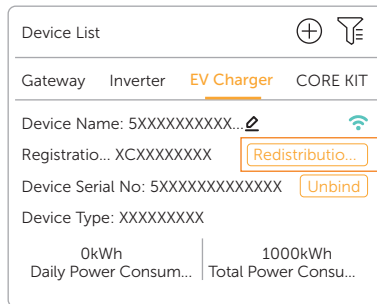 Device List
Gateway Inverter EV Charger CORE KIT
Device Name: 5XXXXXXXXXX...
Registratio... XCXXXXXXXX Redistributio...
Device Serial No: 5XXXXXXXXXXXXX Unbind
Device Type: XXXXXXXXX
0kWh 1000kWh
Daily Power Consum... Total Power Consu...